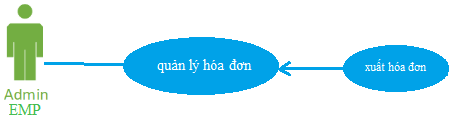 quản lý hóa đơn
xuất hóa đơn
Admin
EMP